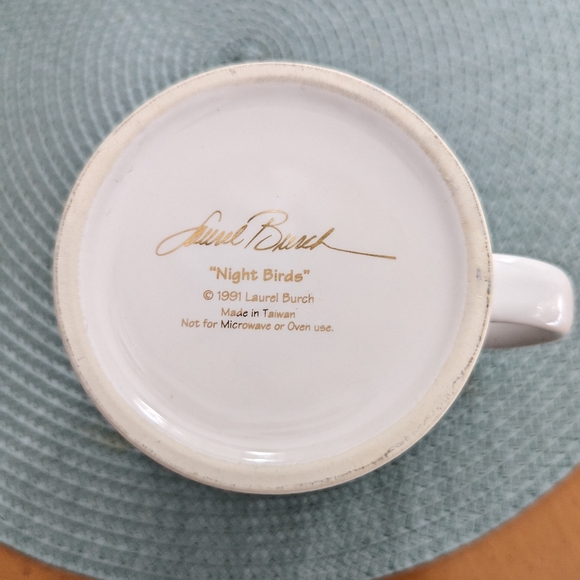 Laurel Burch
"Night Birds"
© 1991 Laurel Burch
Made in Taiwan
Not for Microwave or Oven use.